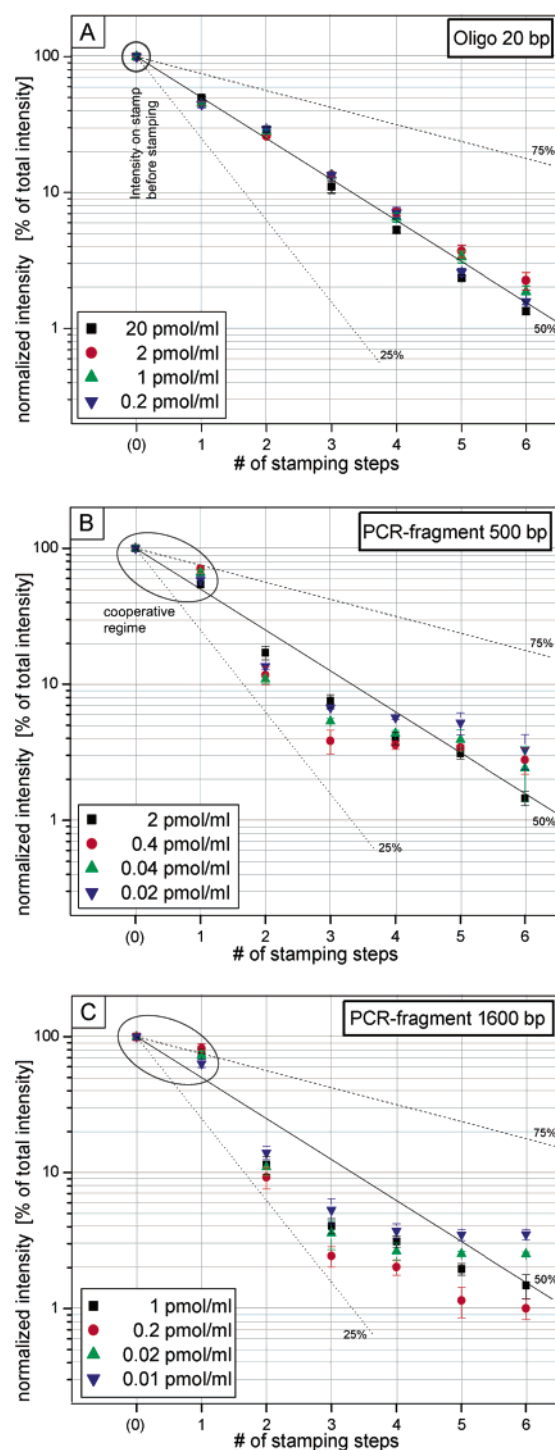 A
Oligo 20 bp
normalized intensity [% of total intensity]
100
10
1
Intensity on stamp
before stamping
75%
50%
25%
20 pmol/ml
2 pmol/ml
1 pmol/ml
0.2 pmol/ml
(0) 1 2 3 4 5 6
# of stamping steps
B
PCR-fragment 500 bp
normalized intensity [% of total intensity]
100
10
1
cooperative
regime
75%
50%
25%
2 pmol/ml
0.4 pmol/ml
0.04 pmol/ml
0.02 pmol/ml
(0) 1 2 3 4 5 6
# of stamping steps
C
PCR-fragment 1600 bp
normalized intensity [% of total intensity]
100
10
1
75%
50%
25%
1 pmol/ml
0.2 pmol/ml
0.02 pmol/ml
0.01 pmol/ml
(0) 1 2 3 4 5 6
# of stamping steps